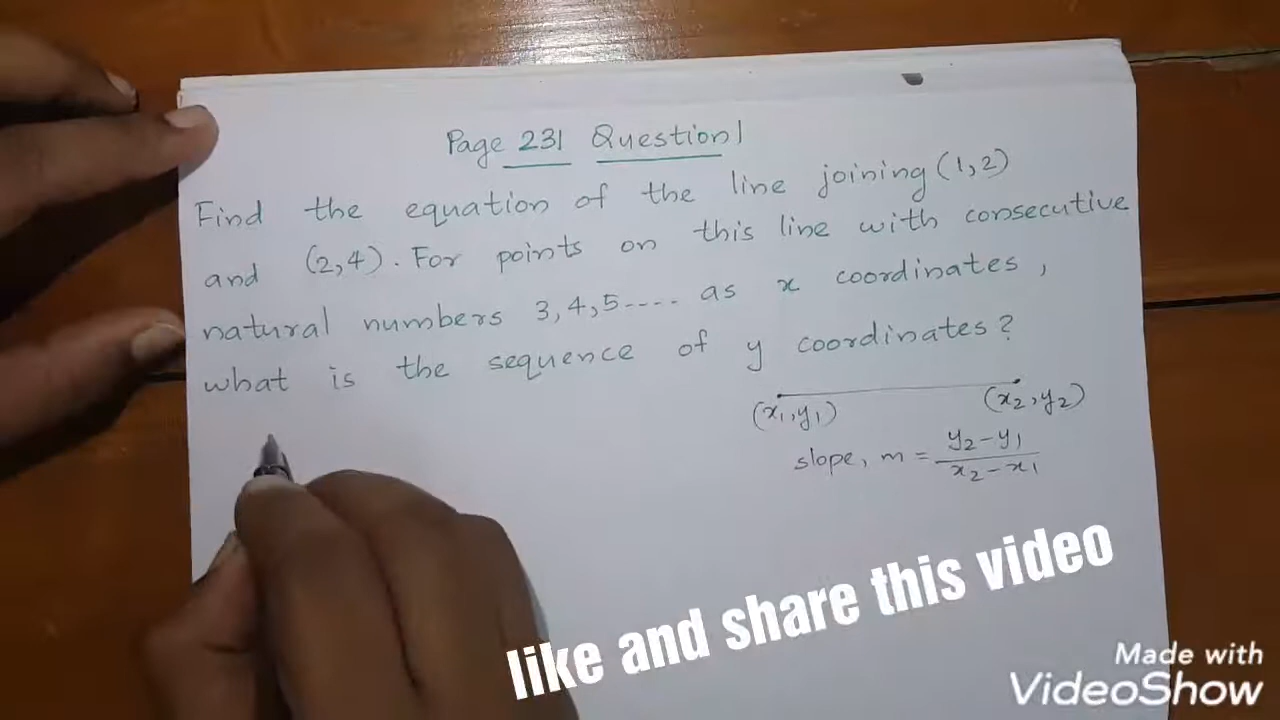 Page 231 Question 1
Find the equation of the line joining (1,2)
and (2,4). For points on this line with consecutive
natural numbers 3,4,5---- as x coordinates,
what is the sequence of y coordinates?
(x₁,y₁) (x₂,y₂)
slope, m = y₂-y₁
x₂-x₁
like and share this video
Made with
VideoShow